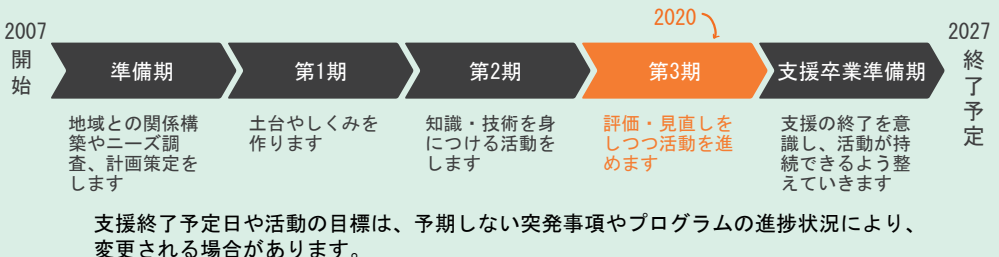 2020
2007
開
始
準備期
第1期
第2期
第3期
支援卒業準備期
2027
終
了
予
定
地域との関係構
築やニーズ調
査、計画策定を
します
土台やしくみを
作ります
知識・技術を身
につける活動を
します
評価・見直しを
しつつ活動を進
めます
支援の終了を意
識し、活動が持
続できるよう整
えていきます
支援終了予定日や活動の目標は、予期しない突発事項やプログラムの進捗状況により、
変更される場合があります。